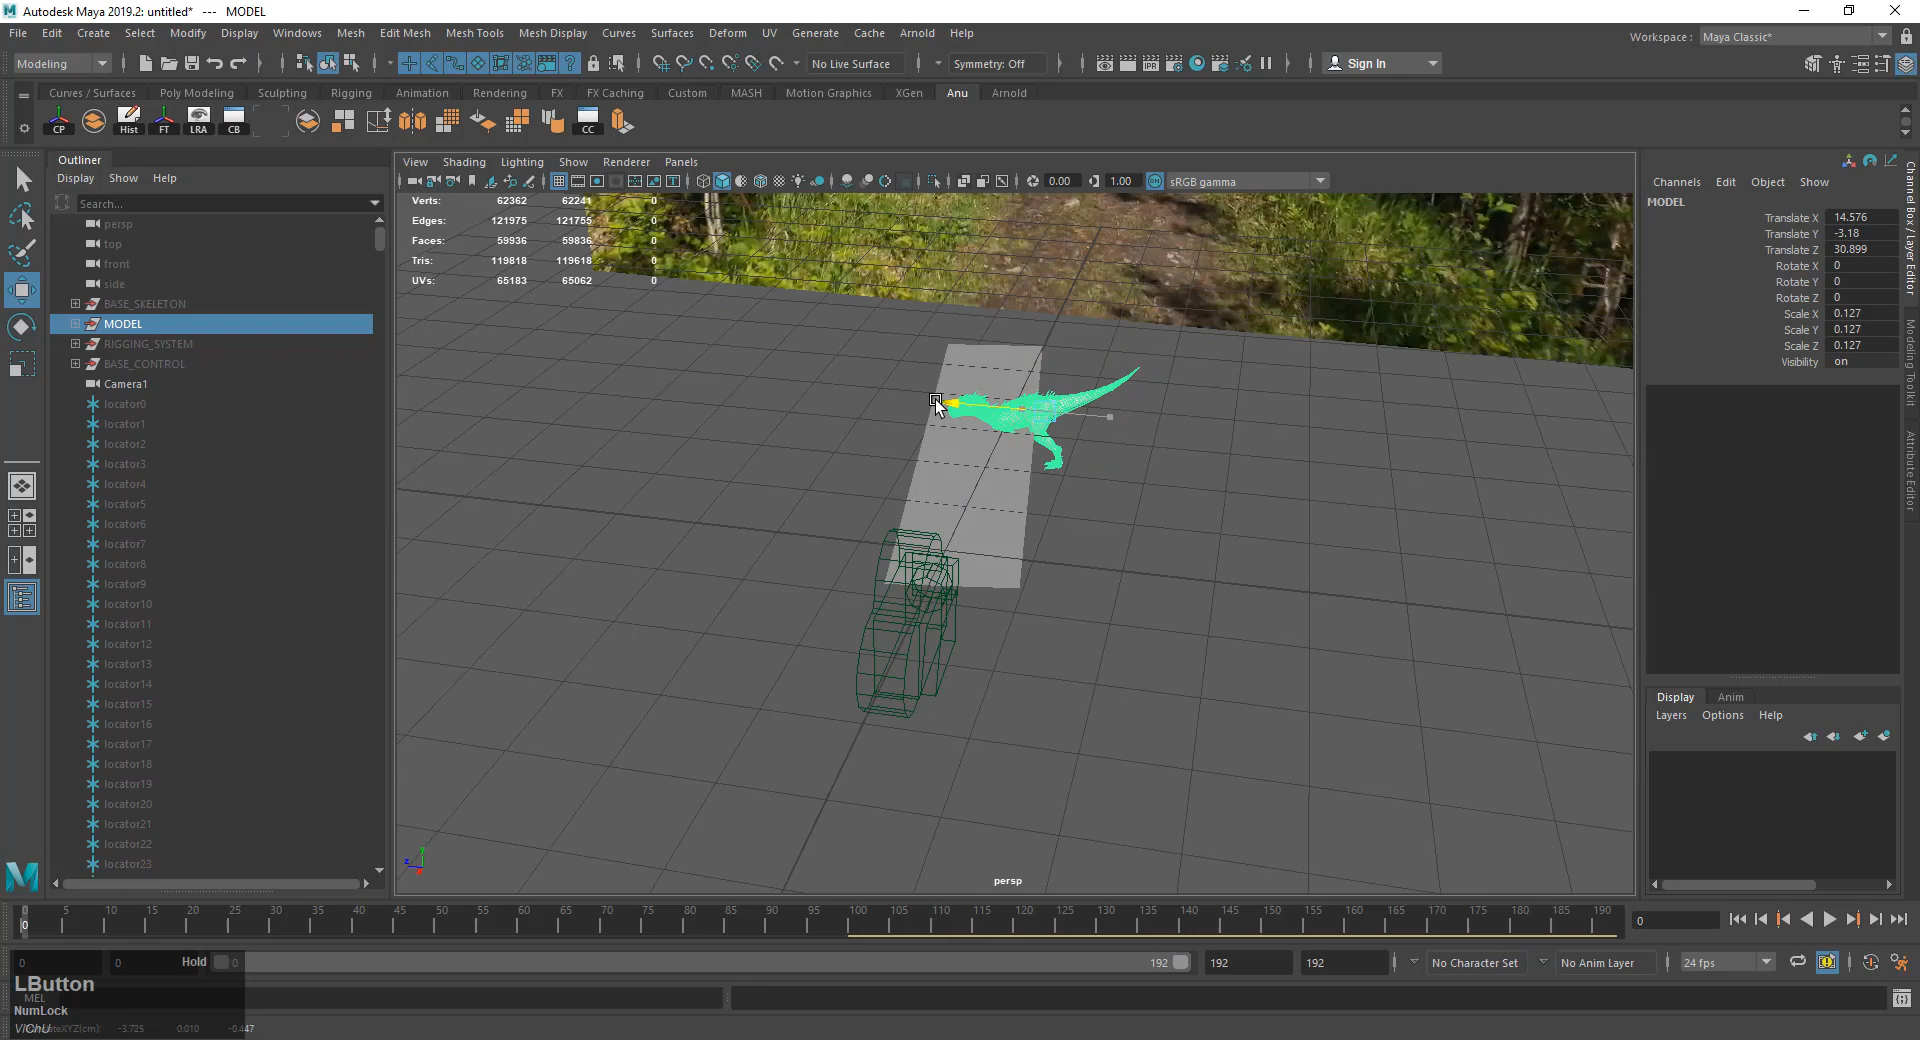 Autodesk Maya 2019.2: untitled*   ---   MODEL
File Edit Create Select Modify Display Windows Mesh Edit Mesh Mesh Tools Mesh Display Curves Surfaces Deform UV Generate Cache Arnold Help
Workspace : Maya Classic*
Modeling No Live Surface Symmetry: Off Sign In
Curves / Surfaces Poly Modeling Sculpting Rigging Animation Rendering FX FX Caching Custom MASH Motion Graphics XGen Anu Arnold
CP Hist FT LRA CB CC
Outliner
Display Show Help
Search...
persp
top
front
side
BASE_SKELETON
MODEL
RIGGING_SYSTEM
BASE_CONTROL
Camera1
locator0
locator1
locator2
locator3
locator4
locator5
locator6
locator7
locator8
locator9
locator10
locator11
locator12
locator13
locator14
locator15
locator16
locator17
locator18
locator19
locator20
locator21
locator22
locator23
View Shading Lighting Show Renderer Panels
0.00 1.00 ON sRGB gamma
Verts: 62362 62241 0
Edges: 121975 121755 0
Faces: 59936 59836 0
Tris: 119818 119618 0
UVs: 65183 65062 0
z y
persp
Channels Edit Object Show
MODEL
Translate X 14.576
Translate Y -3.18
Translate Z 30.899
Rotate X 0
Rotate Y 0
Rotate Z 0
Scale X 0.127
Scale Y 0.127
Scale Z 0.127
Visibility on
Channel Box / Layer Editor
Modeling Toolkit
Attribute Editor
Display Anim
Layers Options Help
0 5 10 15 20 25 30 35 40 45 50 55 60 65 70 75 80 85 90 95 100 105 110 115 120 125 130 135 140 145 150 155 160 165 170 175 180 185 190
0 0
0 0 Hold 0 192 192 192 No Character Set No Anim Layer 24 fps
LButton
MEL
NumLock
XYZ(cm): -3.725 0.010 -0.447